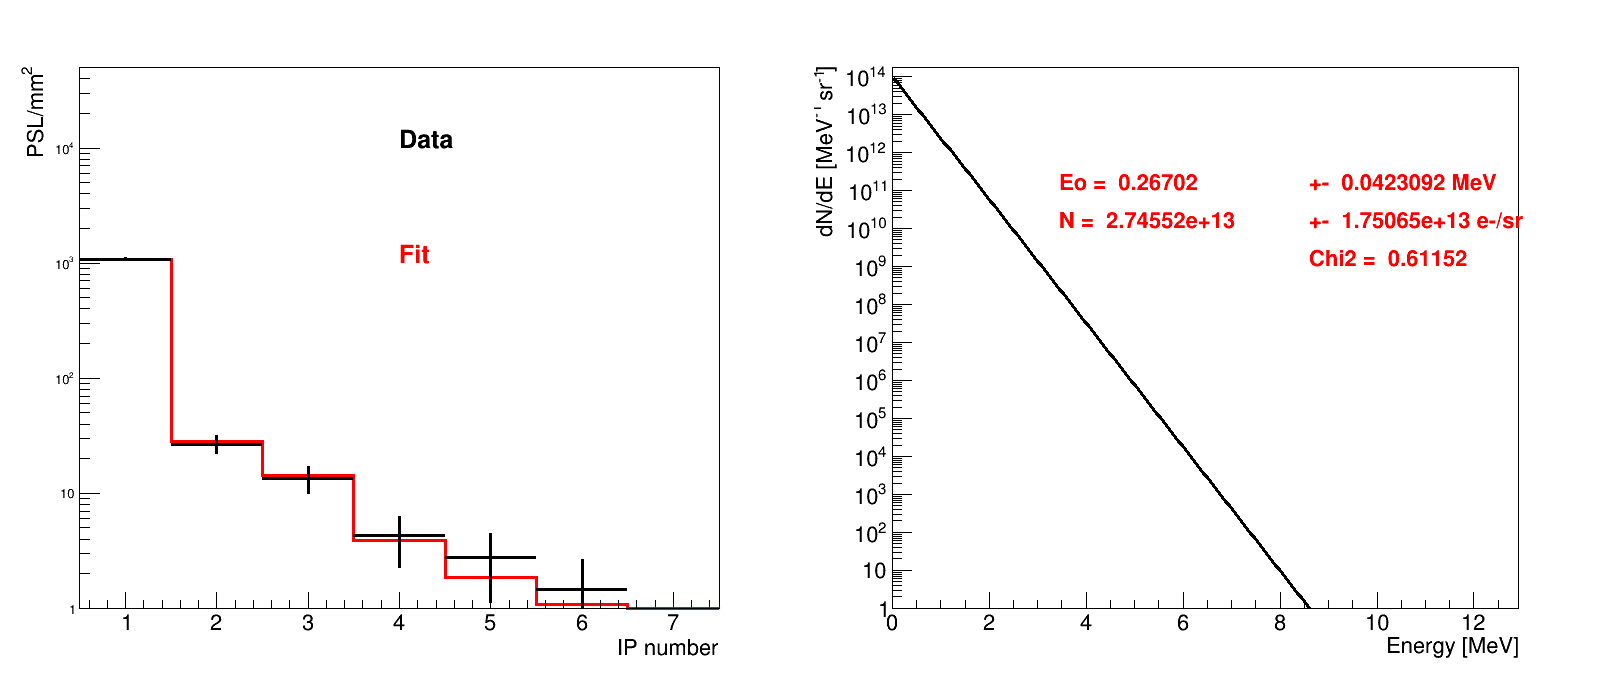 PSL/mm²
10⁴
10³
10²
10
1
Data
Fit
1 2 3 4 5 6 7
IP number
dN/dE [MeV⁻¹ sr⁻¹]
10¹⁴
10¹³
10¹²
10¹¹
10¹⁰
10⁹
10⁸
10⁷
10⁶
10⁵
10⁴
10³
10²
10
1
Eo = 0.26702 +- 0.0423092 MeV
N = 2.74552e+13 +- 1.75065e+13 e-/sr
Chi2 = 0.61152
0 2 4 6 8 10 12
Energy [MeV]